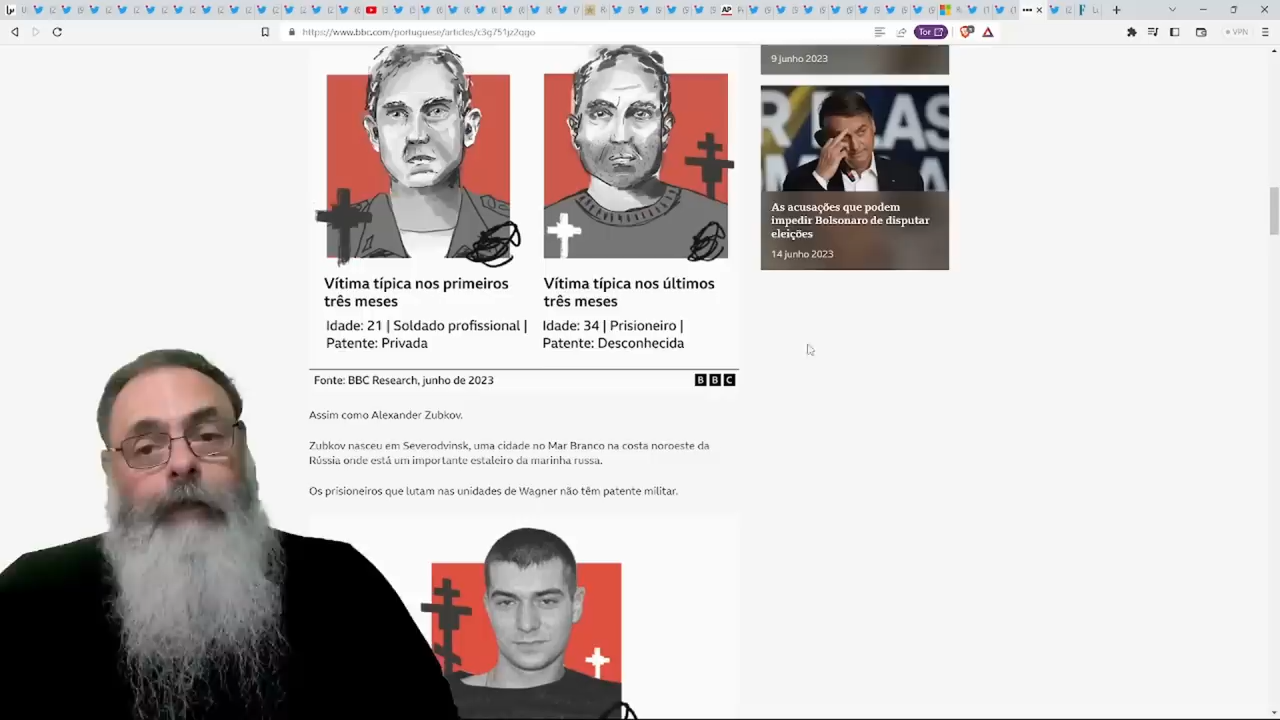 https://www.bbc.com/portuguese/articles/c3g751jz2qgo
Tor
VPN
9 junho 2023
R BLAS
As acusações que podem
impedir Bolsonaro de disputar
eleições
14 junho 2023
Vítima típica nos primeiros
três meses
Idade: 21 | Soldado profissional |
Patente: Privada
Vítima típica nos últimos
três meses
Idade: 34 | Prisioneiro |
Patente: Desconhecida
Fonte: BBC Research, junho de 2023
BBC
Assim como Alexander Zubkov.
Zubkov nasceu em Severodvinsk, uma cidade no Mar Branco na costa noroeste da
Rússia onde está um importante estaleiro da marinha russa.
Os prisioneiros que lutam nas unidades de Wagner não têm patente militar.